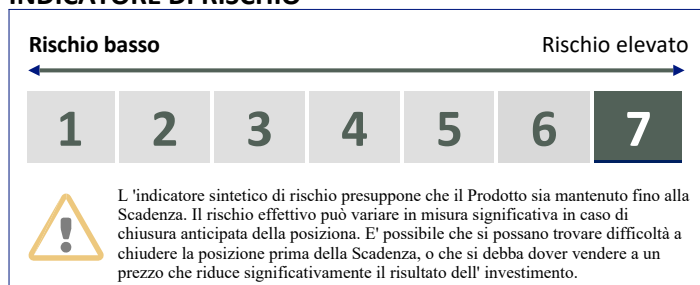 INDICATORE DI RISCHIO
Rischio basso Rischio elevato
1 2 3 4 5 6 7
L 'indicatore sintetico di rischio presuppone che il Prodotto sia mantenuto fino alla
Scadenza. Il rischio effettivo può variare in misura significativa in caso di
chiusura anticipata della posiziona. E' possibile che si possano trovare difficoltà a
chiudere la posizione prima della Scadenza, o che si debba dover vendere a un
prezzo che riduce significativamente il risultato dell' investimento.